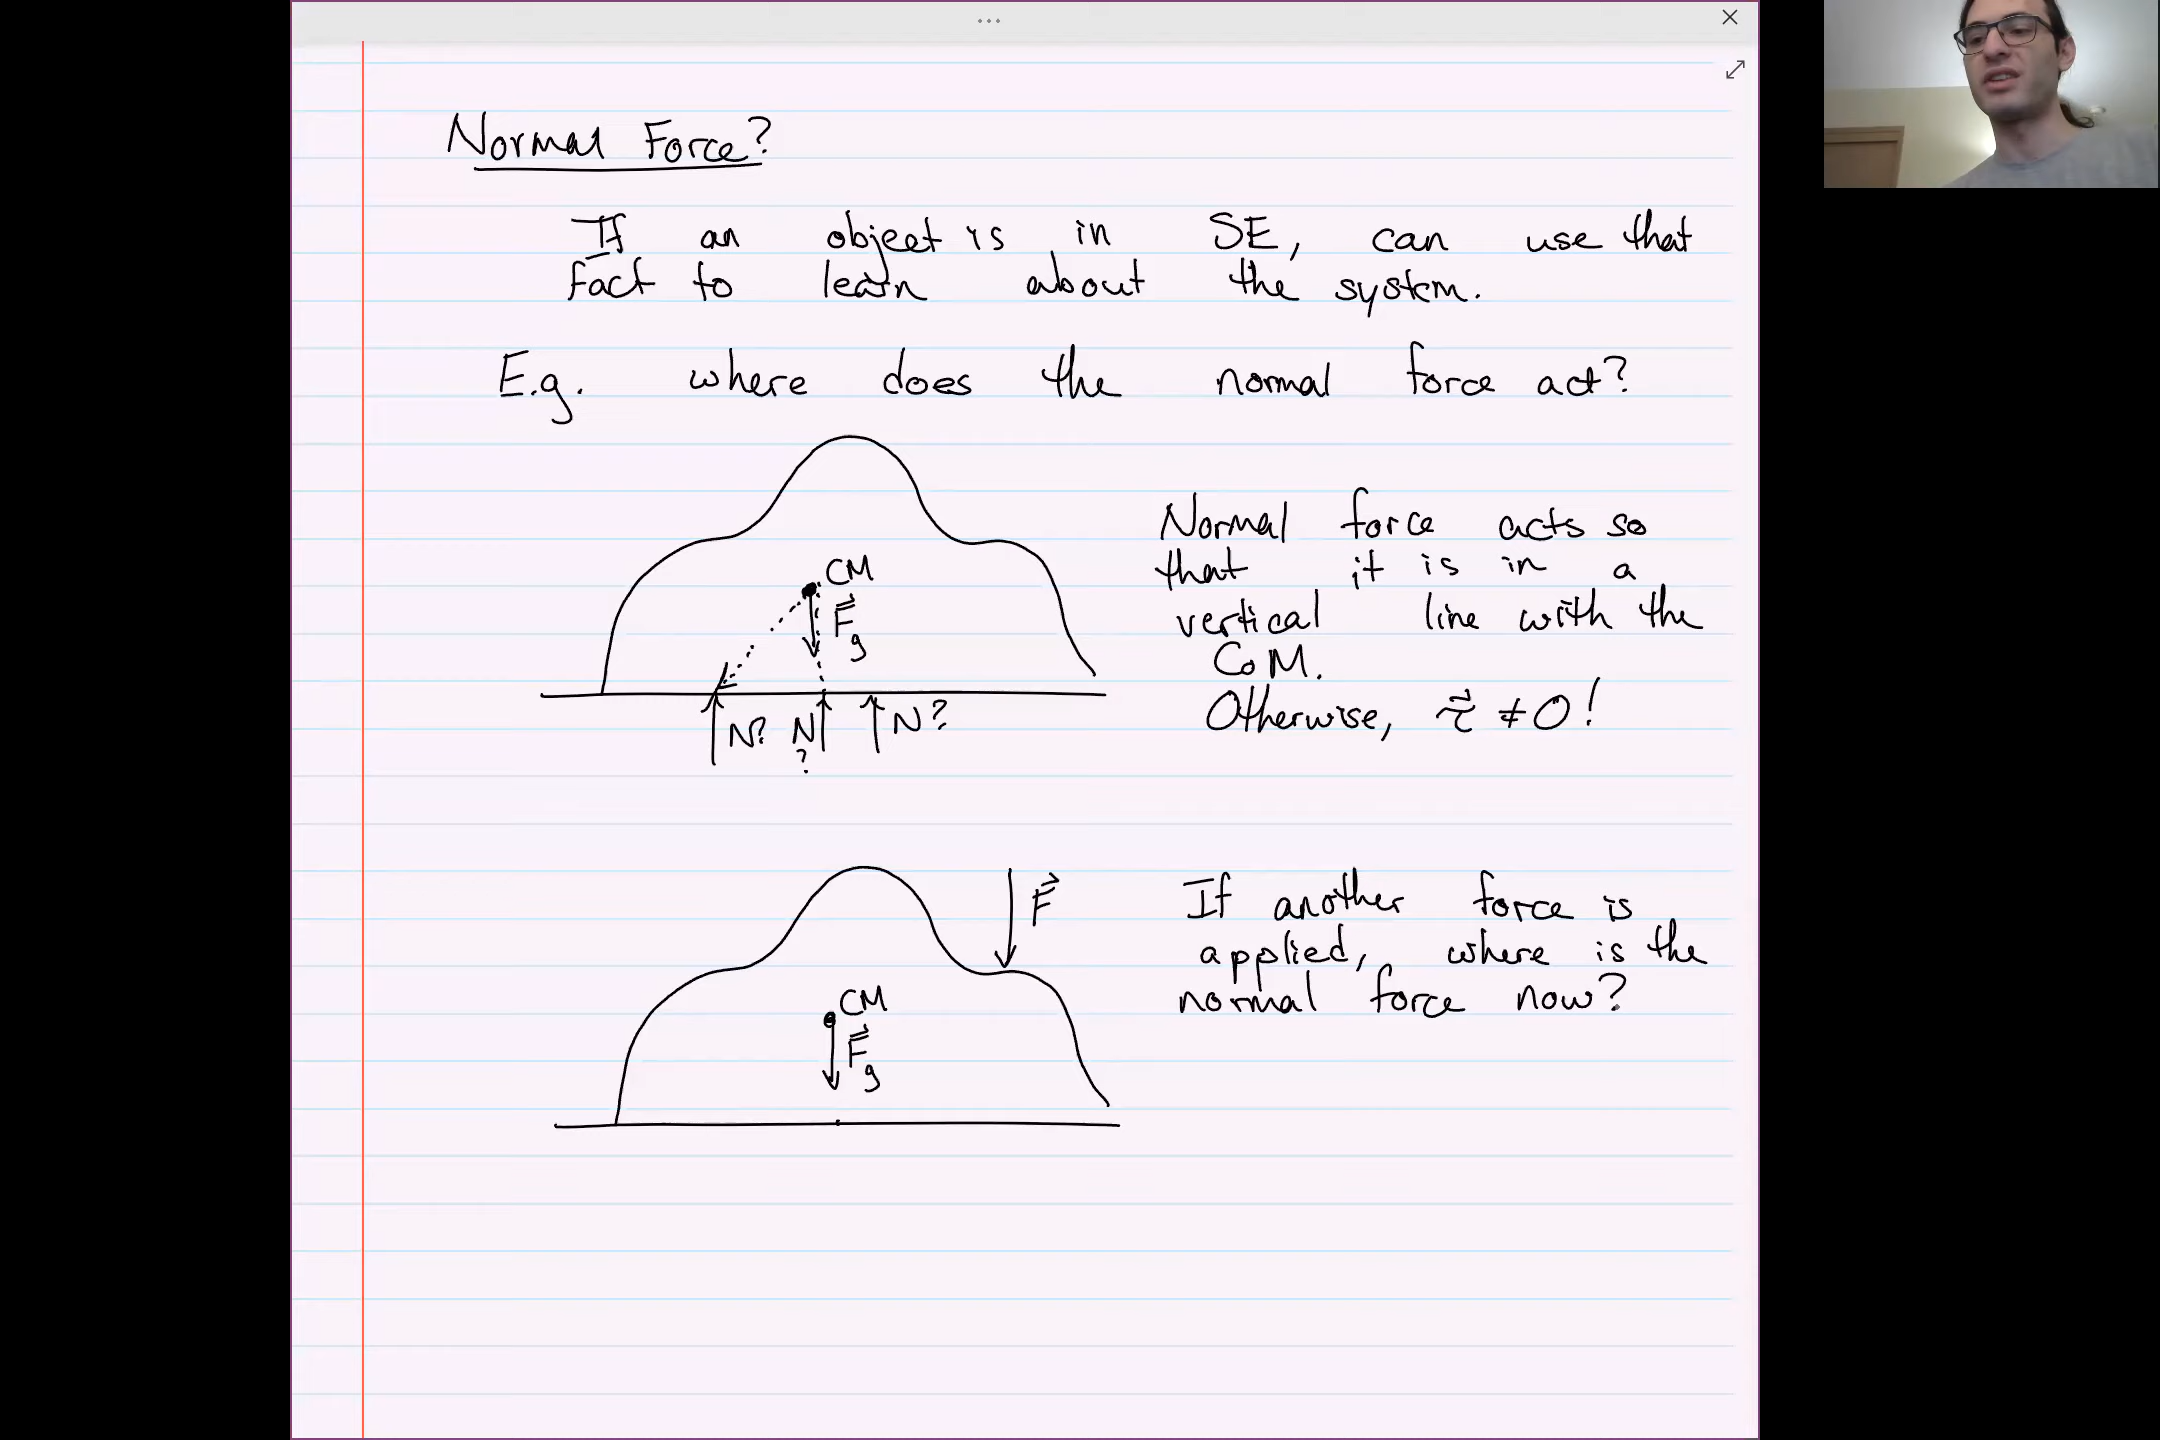 Normal Force?
If an object is in SE, can use that
fact to learn about the system.
E.g. where does the normal force act?
CM
F⃗g
N? N? N?
Normal force acts so
that it is in a
vertical line with the
CoM.
Otherwise, τ⃗ ≠ 0!
F⃗
CM
F⃗g
If another force is
applied, where is the
normal force now?